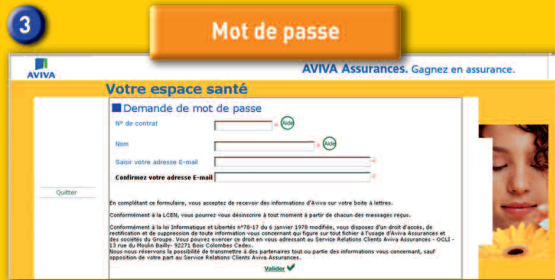 3
Mot de passe
AVIVA
AVIVA Assurances. Gagnez en assurance.
Votre espace santé
Demande de mot de passe
N° de contrat
Aide
Nom
Aide
Saisir votre adresse E-mail
Confirmez votre adresse E-mail
Quitter
En complétant ce formulaire, vous acceptez de recevoir des informations d'Aviva sur votre boite à lettres.
Conformément à la LCEN, vous pourrez vous désinscrire à tout moment à partir de chacun des messages reçus.
Conformément à la loi Informatique et Libertés n°78-17 du 6 janvier 1978 modifiée, vous disposez d'un droit d'accès, de
rectification et de suppression de toute information vous concernant qui figure sur tout fichier à l'usage d'Aviva Assurances et
des sociétés du Groupe. Vous pouvez exercer ce droit en vous adressant au Service Relations Clients Aviva Assurances - OCLI -
13 rue du Moulin Bailly- 92271 Bois Colombes Cedex.
Nous nous réservons la possibilité de transmettre à des partenaires tout ou partie des informations vous concernant, sauf
opposition de votre part au Service Relations Clients Aviva Assurances.
Valider